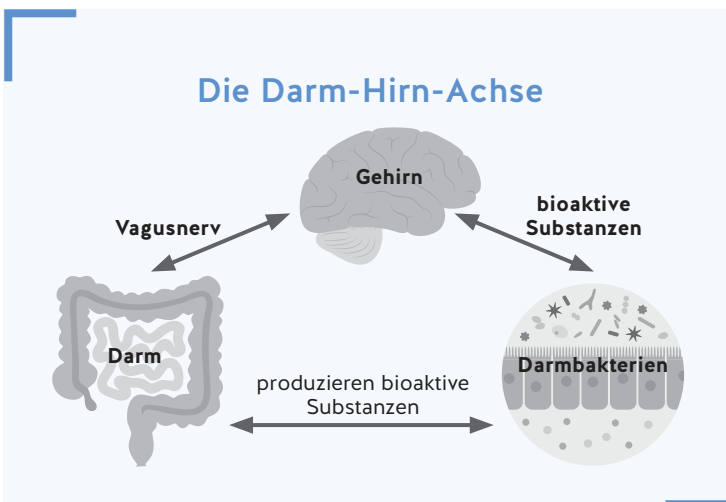 Die Darm-Hirn-Achse
Gehirn
bioaktive
Substanzen
Vagusnerv
Darm
Darmbakterien
produzieren bioaktive
Substanzen